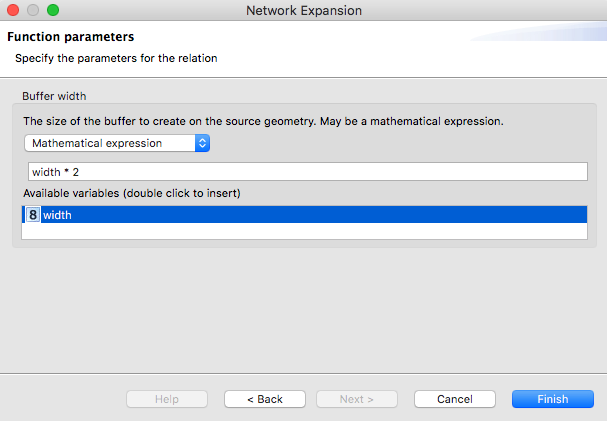 Network Expansion
Function parameters
Specify the parameters for the relation
Buffer width
The size of the buffer to create on the source geometry. May be a mathematical expression.
Mathematical expression
width * 2
Available variables (double click to insert)
8 width
Help
< Back
Next >
Cancel
Finish